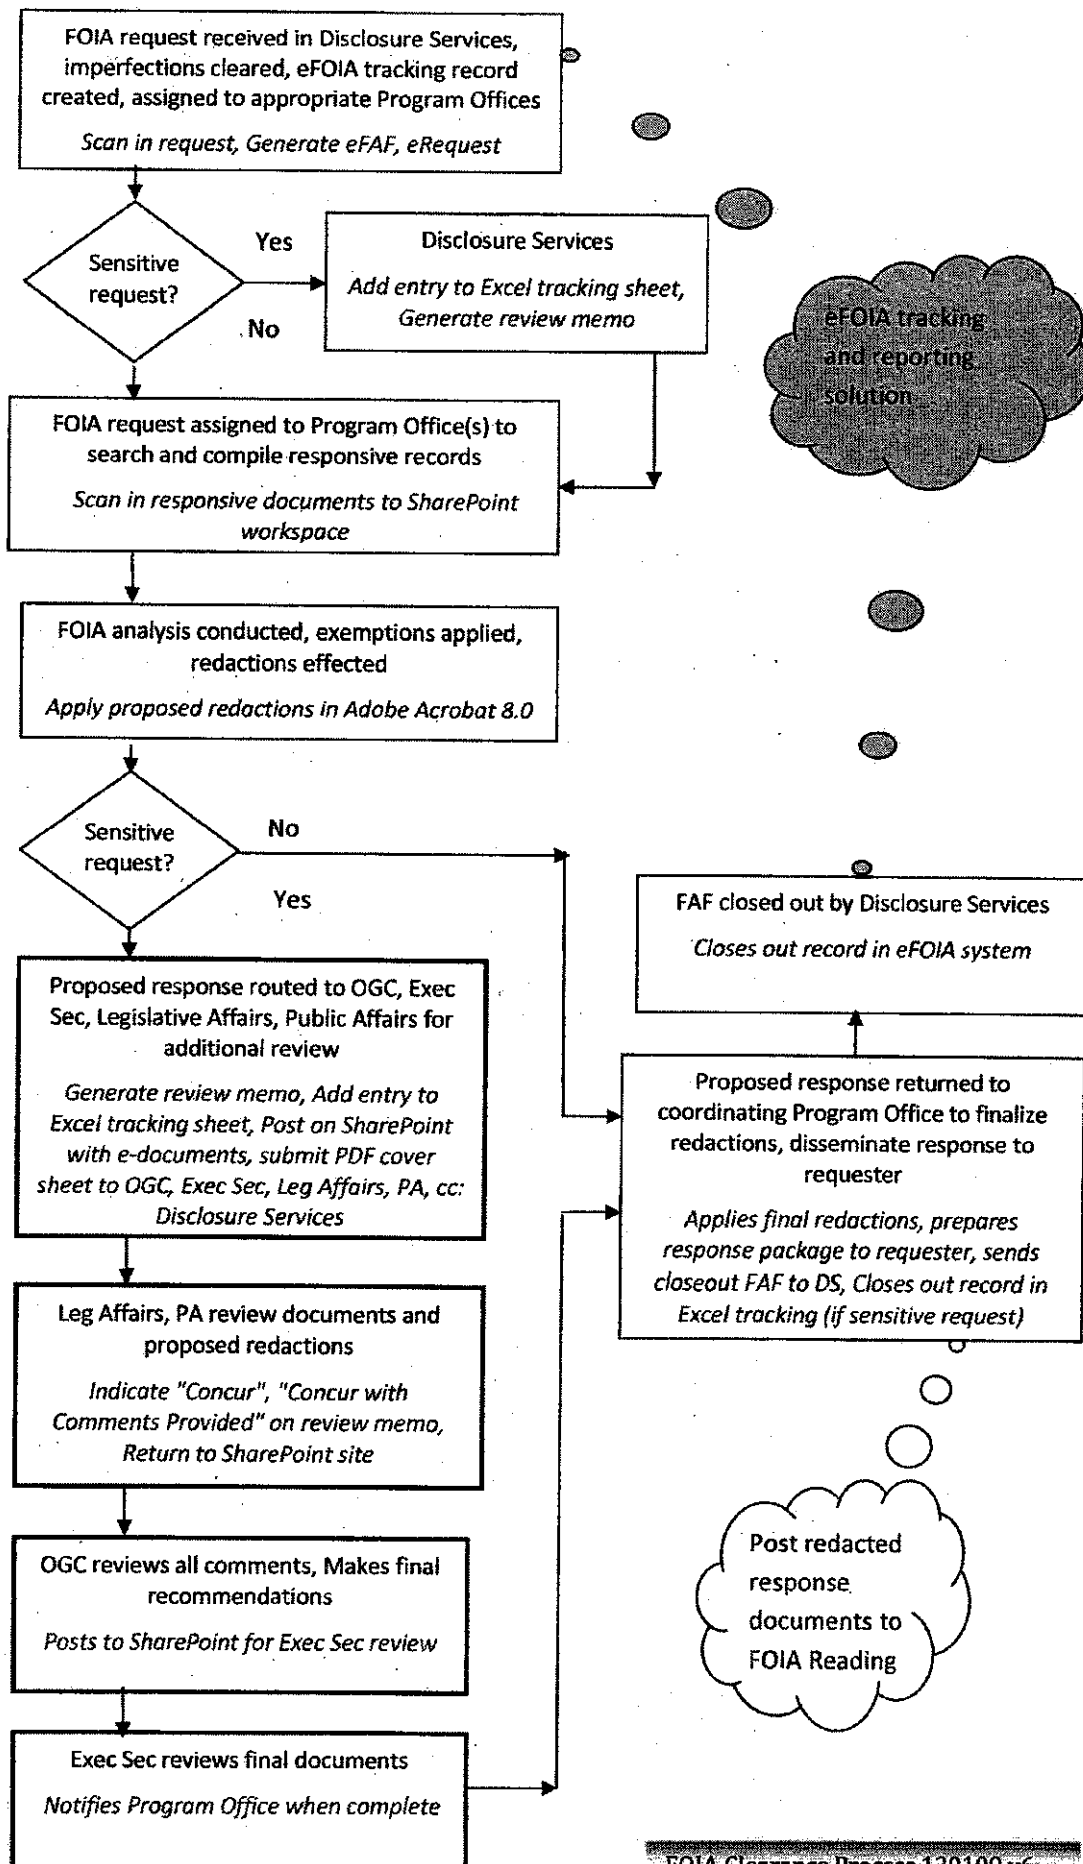 FOIA request received in Disclosure Services,
imperfections cleared, eFOIA tracking record
created, assigned to appropriate Program Offices
Scan in request, Generate eFAF, eRequest
Sensitive
request?
Yes
No
Disclosure Services
Add entry to Excel tracking sheet,
Generate review memo
eFOIA tracking
and reporting
solution
FOIA request assigned to Program Office(s) to
search and compile responsive records
Scan in responsive documents to SharePoint
workspace
FOIA analysis conducted, exemptions applied,
redactions effected
Apply proposed redactions in Adobe Acrobat 8.0
Sensitive
request?
No
Yes
Proposed response routed to OGC, Exec
Sec, Legislative Affairs, Public Affairs for
additional review
Generate review memo, Add entry to
Excel tracking sheet, Post on SharePoint
with e-documents, submit PDF cover
sheet to OGC, Exec Sec, Leg Affairs, PA, cc:
Disclosure Services
Leg Affairs, PA review documents and
proposed redactions
Indicate "Concur", "Concur with
Comments Provided" on review memo,
Return to SharePoint site
OGC reviews all comments, Makes final
recommendations
Posts to SharePoint for Exec Sec review
Exec Sec reviews final documents
Notifies Program Office when complete
FAF closed out by Disclosure Services
Closes out record in eFOIA system
Proposed response returned to
coordinating Program Office to finalize
redactions, disseminate response to
requester
Applies final redactions, prepares
response package to requester, sends
closeout FAF to DS, Closes out record in
Excel tracking (if sensitive request)
Post redacted
response
documents to
FOIA Reading
FOIA Clearance Process